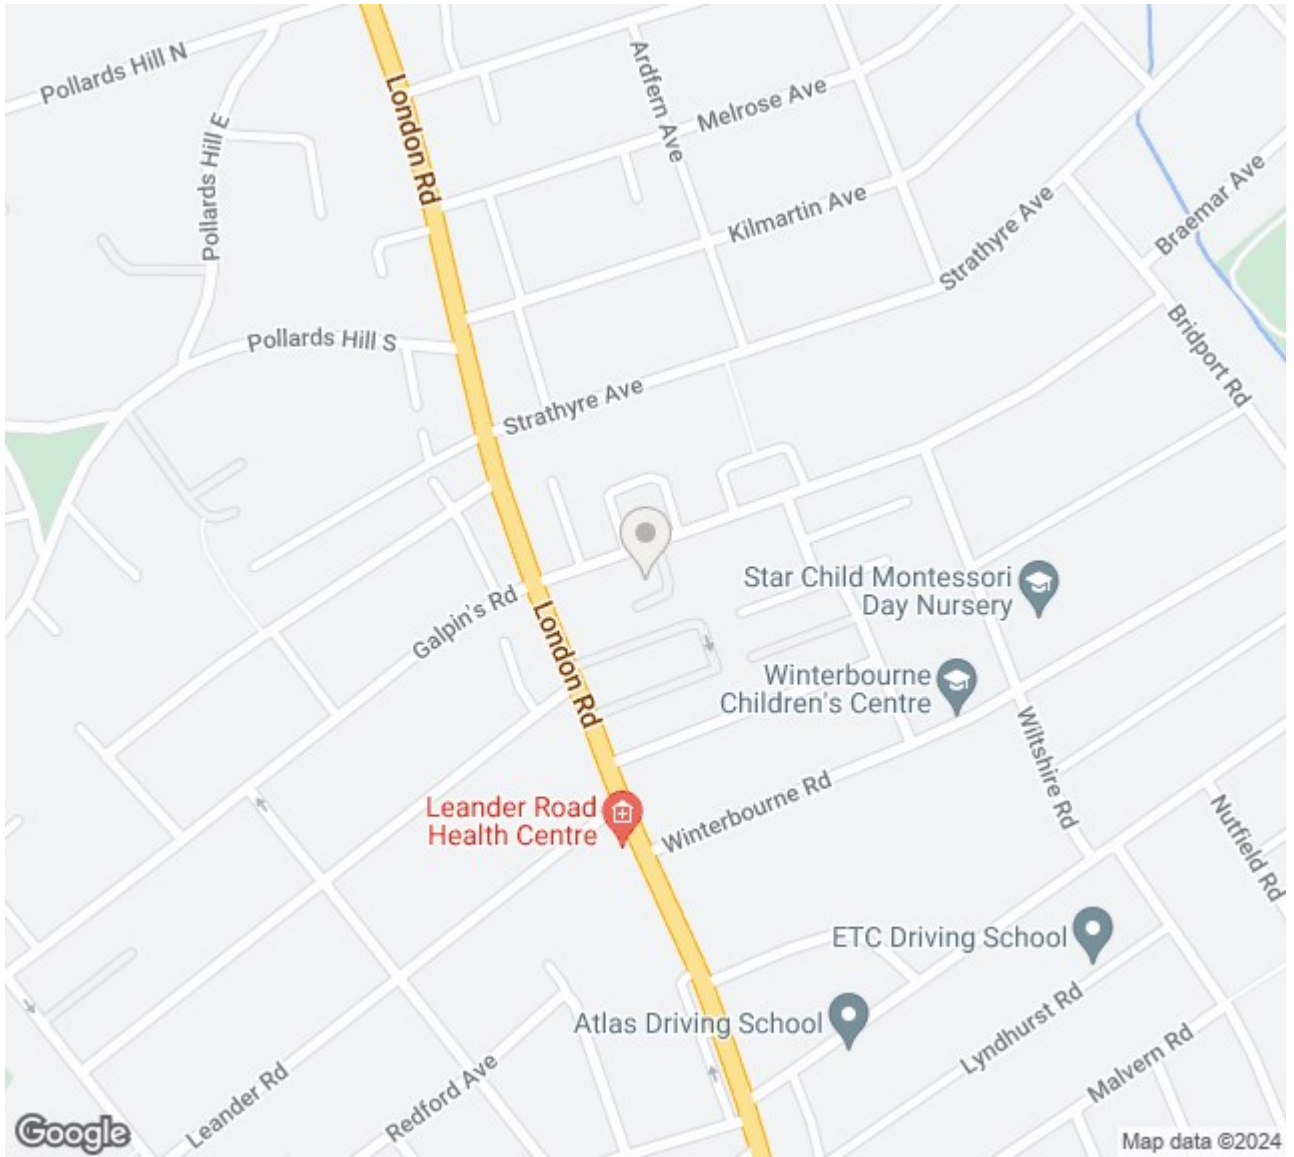 Pollards Hill N
London Rd
Ardfern Ave
Melrose Ave
Pollards Hill E
Kilmartin Ave
Strathyre Ave
Braemar Ave
Pollards Hill S
Bridport Rd
Strathyre Ave
Galpin's Rd
Star Child Montessori
Day Nursery
London Rd
Winterbourne
Children's Centre
Wiltshire Rd
Leander Road
Health Centre
Winterbourne Rd
Nutfield Rd
ETC Driving School
Atlas Driving School
Lyndhurst Rd
Malvern Rd
Leander Rd
Redford Ave
Google
Map data ©2024